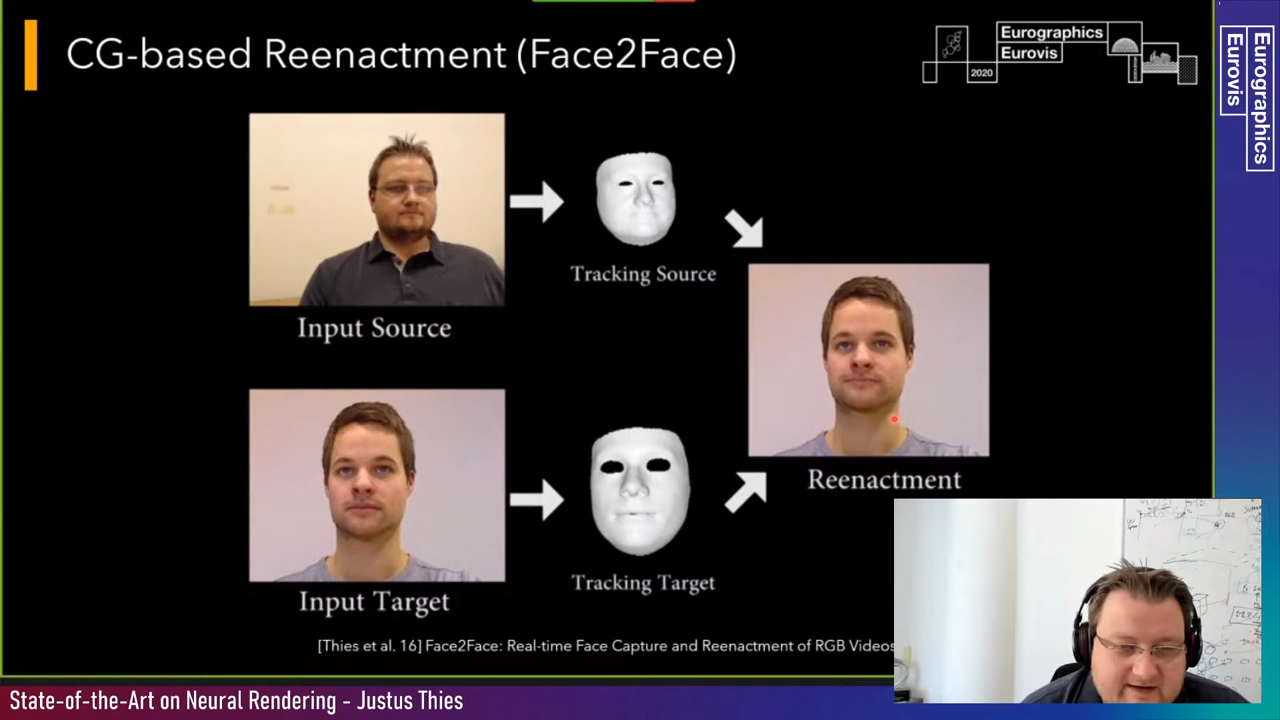 CG-based Reenactment (Face2Face)
Eurographics
Eurovis
2020
Eurographics
Eurovis
Input Source
Tracking Source
Input Target
Tracking Target
Reenactment
[Thies et al. 16] Face2Face: Real-time Face Capture and Reenactment of RGB Videos
State-of-the-Art on Neural Rendering - Justus Thies